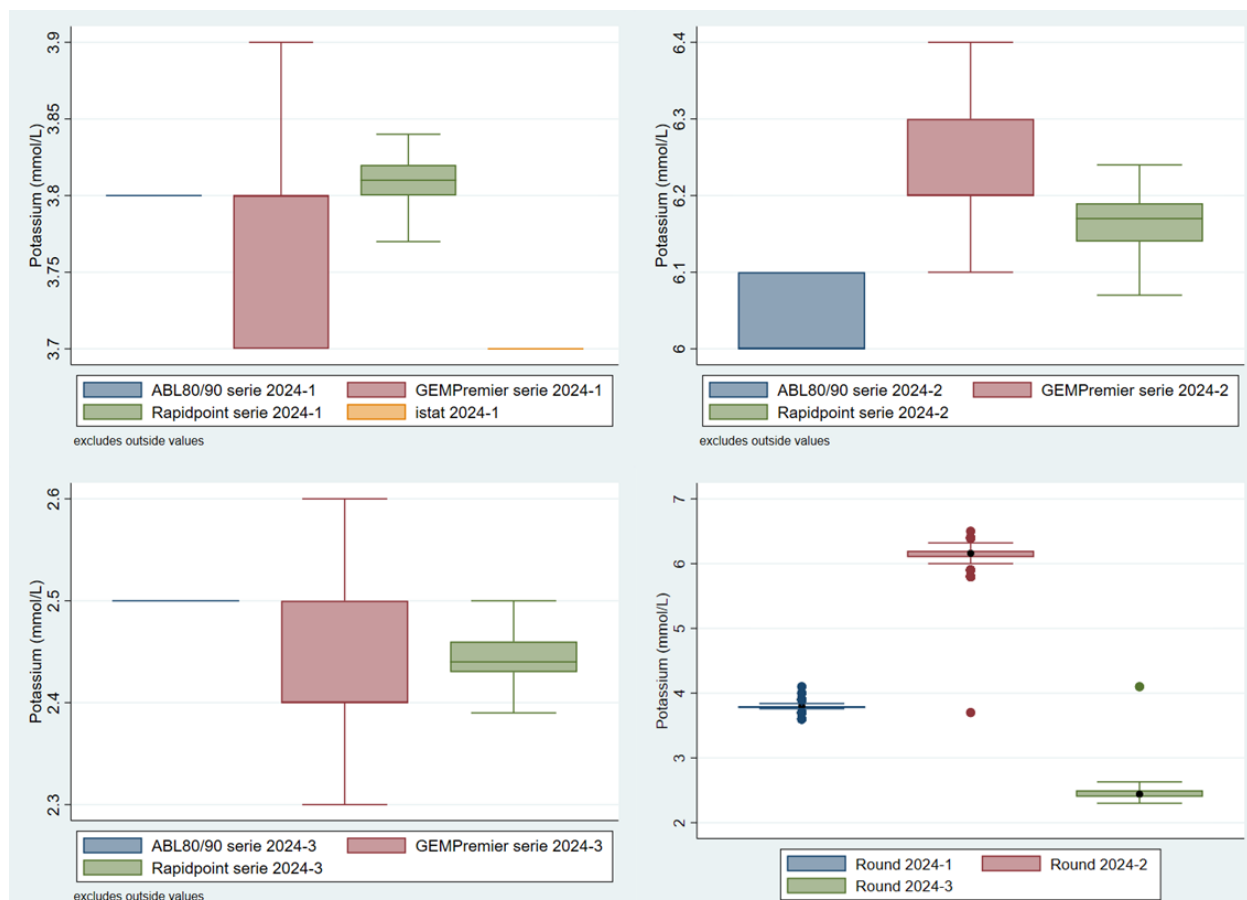 Potassium (mmol/L)
3.9
3.85
3.8
3.75
3.7
ABL80/90 serie 2024-1 GEMPremier serie 2024-1
Rapidpoint serie 2024-1 istat 2024-1
excludes outside values
Potassium (mmol/L)
6.4
6.3
6.2
6.1
6
ABL80/90 serie 2024-2 GEMPremier serie 2024-2
Rapidpoint serie 2024-2
excludes outside values
Potassium (mmol/L)
2.6
2.5
2.4
2.3
ABL80/90 serie 2024-3 GEMPremier serie 2024-3
Rapidpoint serie 2024-3
excludes outside values
Potassium (mmol/L)
7
6
5
4
3
2
Round 2024-1 Round 2024-2
Round 2024-3